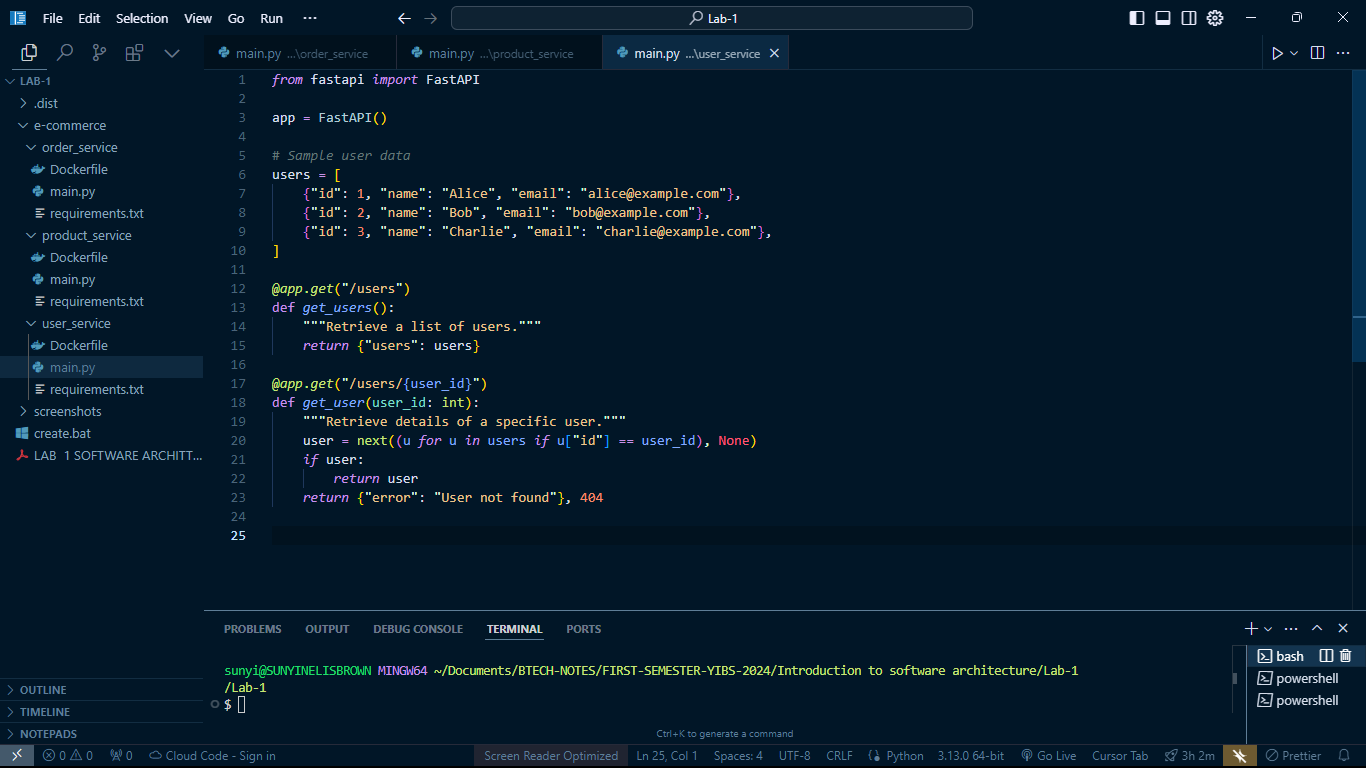 File Edit Selection View Go Run ··· Lab-1
main.py ...\order_service main.py ...\product_service main.py ...\user_service
LAB-1
.dist
e-commerce
order_service
Dockerfile
main.py
requirements.txt
product_service
Dockerfile
main.py
requirements.txt
user_service
Dockerfile
main.py
requirements.txt
screenshots
create.bat
LAB 1 SOFTWARE ARCHITT...
OUTLINE
TIMELINE
NOTEPADS
1 from fastapi import FastAPI
2
3 app = FastAPI()
4
5 # Sample user data
6 users = [
7     {"id": 1, "name": "Alice", "email": "alice@example.com"},
8     {"id": 2, "name": "Bob", "email": "bob@example.com"},
9     {"id": 3, "name": "Charlie", "email": "charlie@example.com"},
10 ]
11
12 @app.get("/users")
13 def get_users():
14     """Retrieve a list of users."""
15     return {"users": users}
16
17 @app.get("/users/{user_id}")
18 def get_user(user_id: int):
19     """Retrieve details of a specific user."""
20     user = next((u for u in users if u["id"] == user_id), None)
21     if user:
22         return user
23     return {"error": "User not found"}, 404
24
25
PROBLEMS OUTPUT DEBUG CONSOLE TERMINAL PORTS
sunyi@SUNYINELISBROWN MINGW64 ~/Documents/BTECH-NOTES/FIRST-SEMESTER-YIBS-2024/Introduction to software architecture/Lab-1
/Lab-1
$
bash
powershell
powershell
Ctrl+K to generate a command
0 0 0 Cloud Code - Sign in Screen Reader Optimized Ln 25, Col 1 Spaces: 4 UTF-8 CRLF Python 3.13.0 64-bit Go Live Cursor Tab 3h 2m Prettier